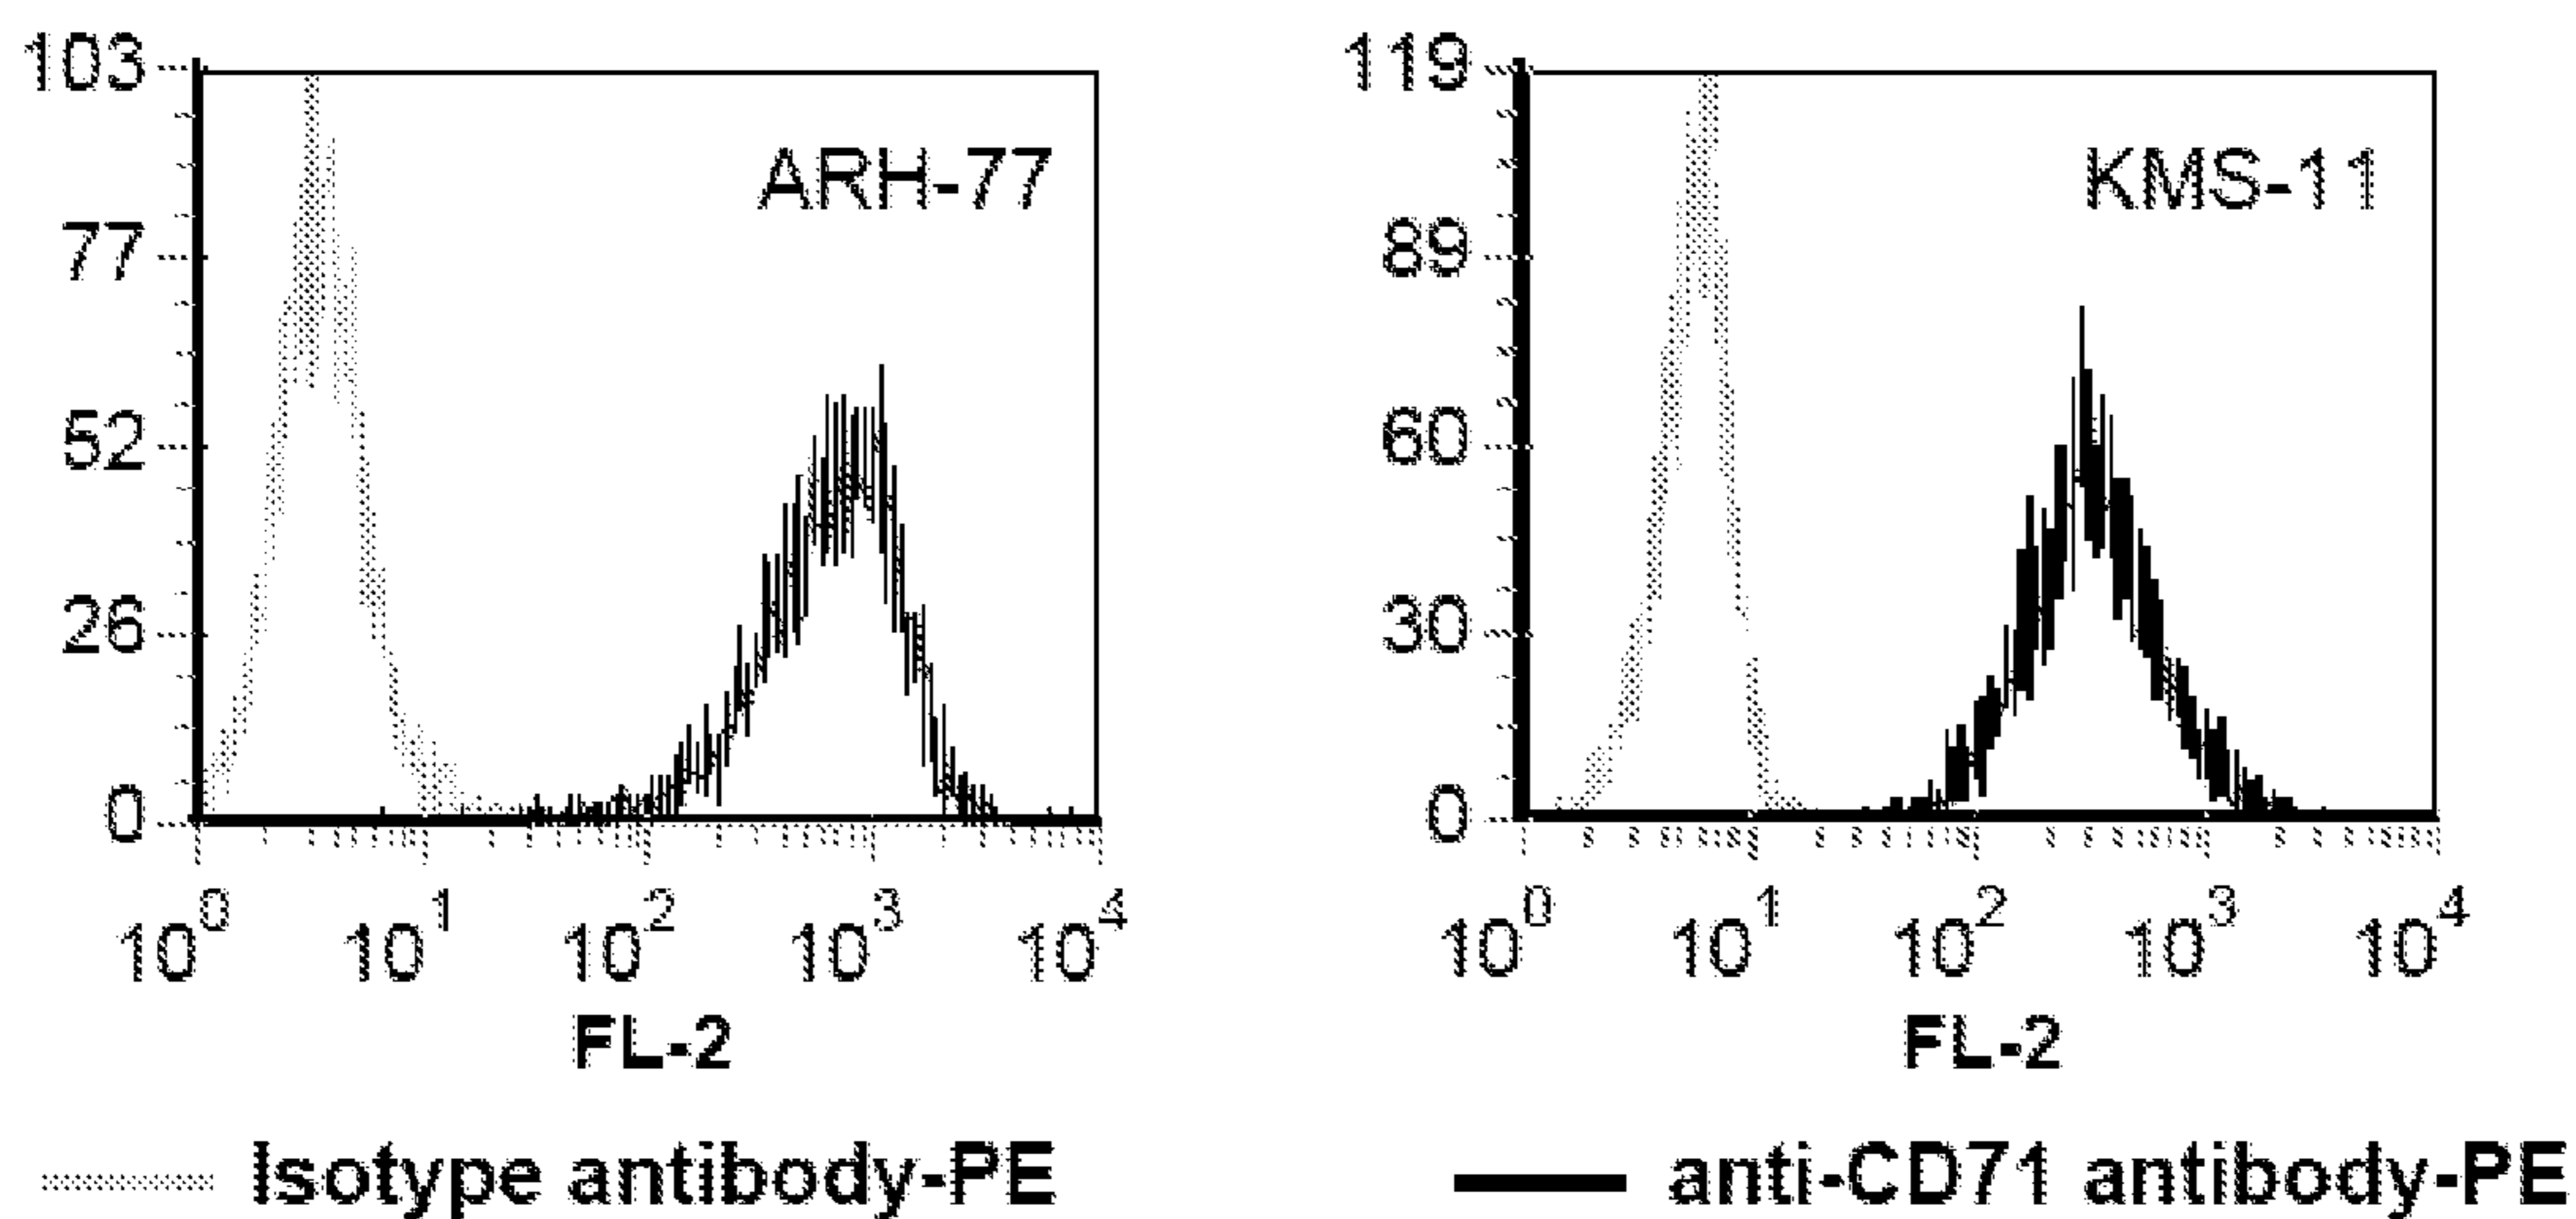 103
77
52
26
0
ARH-77
10^0 10^1 10^2 10^3 10^4
FL-2
119
89
60
30
0
KMS-11
10^0 10^1 10^2 10^3 10^4
FL-2
Isotype antibody-PE
anti-CD71 antibody-PE